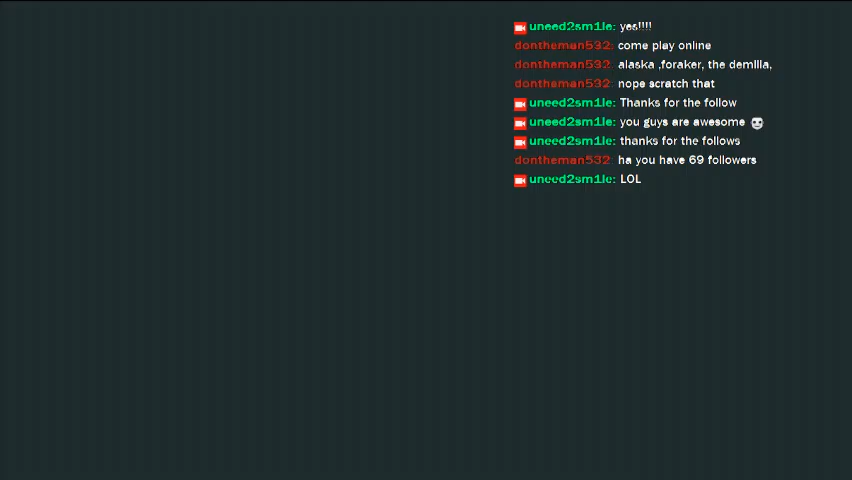 uneed2sm1le: yes!!!!
dontheman532: come play online
dontheman532: alaska ,foraker, the demilla,
dontheman532: nope scratch that
uneed2sm1le: Thanks for the follow
uneed2sm1le: you guys are awesome
uneed2sm1le: thanks for the follows
dontheman532: ha you have 69 followers
uneed2sm1le: LOL